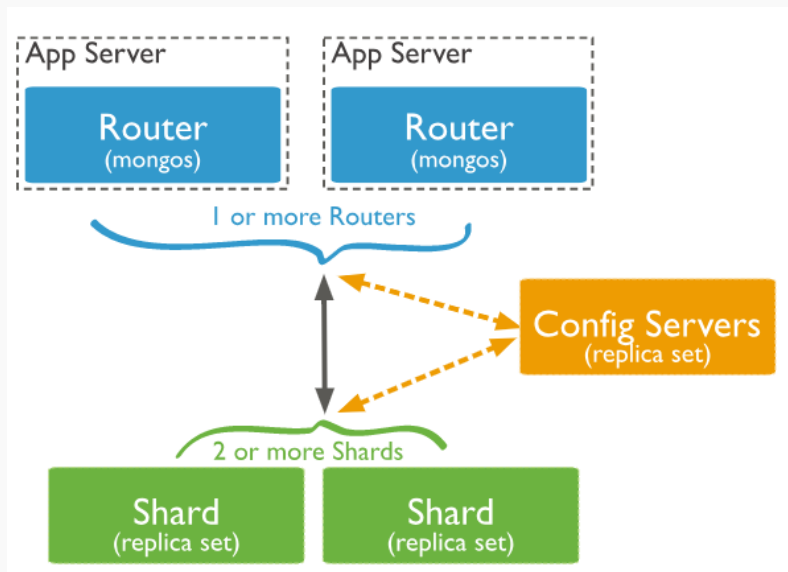 App Server
App Server
Router
(mongos)
Router
(mongos)
1 or more Routers
Config Servers
(replica set)
2 or more Shards
Shard
(replica set)
Shard
(replica set)